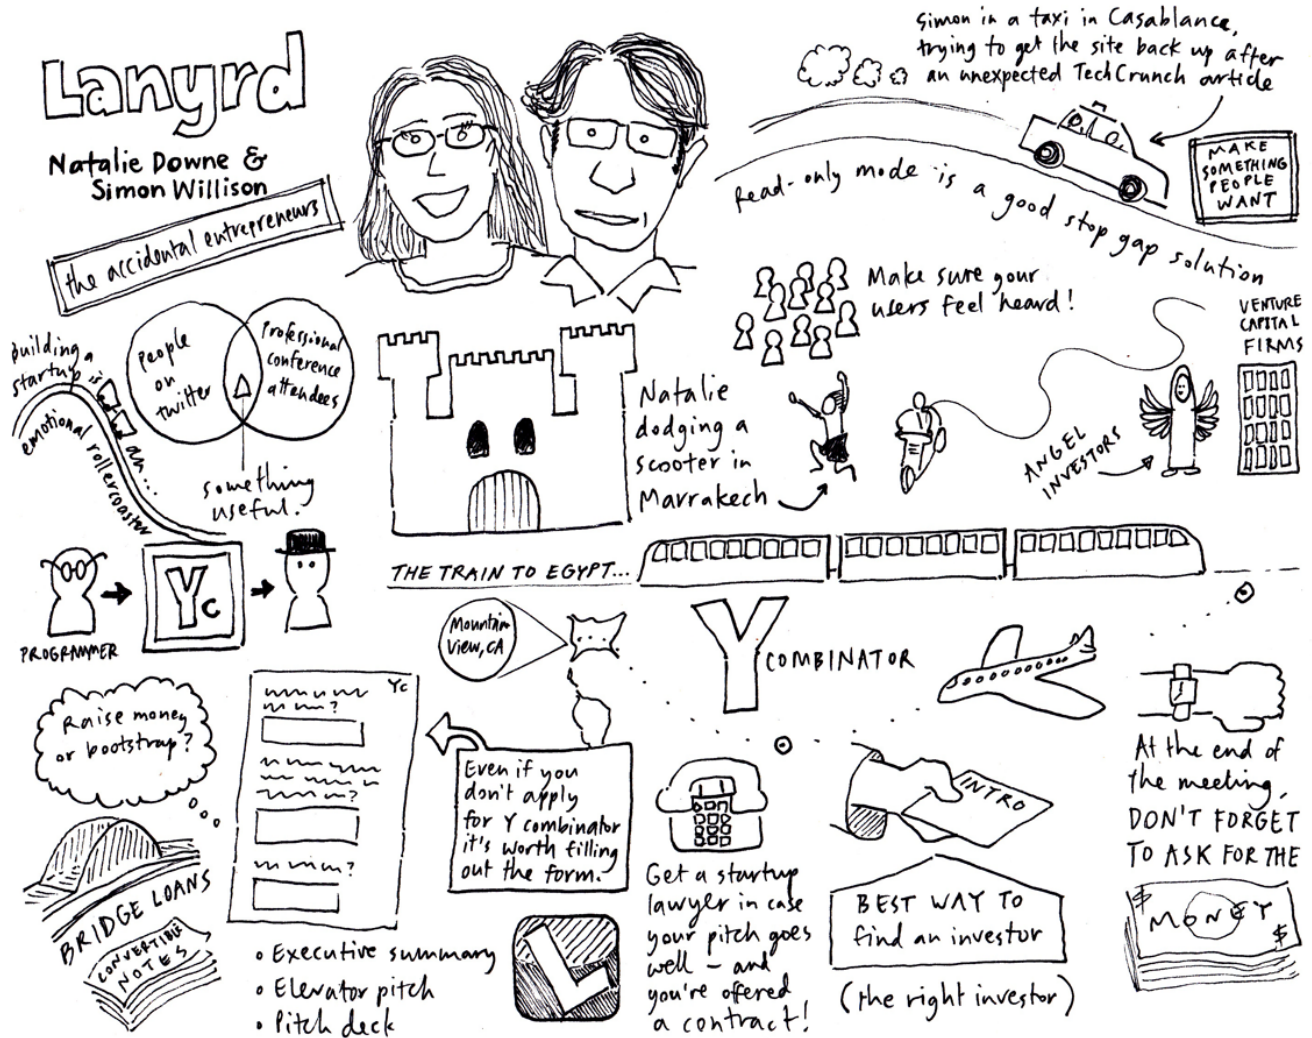 Lanyrd
Natalie Downe &
Simon Willison
the accidental entrepreneurs
Simon in a taxi in Casablanca,
trying to get the site back up after
an unexpected TechCrunch article
MAKE
SOMETHING
PEOPLE
WANT
Read-only mode is a good stop gap solution
Building a
startup is
an...
emotional rollercoaster
People
on
twitter
Professional
conference
attendees
something
useful.
Make sure your
users feel heard!
VENTURE
CAPITAL
FIRMS
Natalie
dodging a
scooter in
Marrakech
ANGEL
INVESTORS
THE TRAIN TO EGYPT...
PROGRAMMER
Yc
Mountain
View, CA
Y COMBINATOR
Raise money
or bootstrap?
BRIDGE LOANS
CONVERTIBLE
NOTES
Yc
?
?
?
Even if you
don't apply
for Y combinator
it's worth filling
out the form.
• Executive summary
• Elevator pitch
• Pitch deck
L
Get a startup
lawyer in case
your pitch goes
well – and
you're offered
a contract!
INTRO
BEST WAY TO
find an investor
(the right investor)
At the end of
the meeting,
DON'T FORGET
TO ASK FOR THE
$ MONEY $